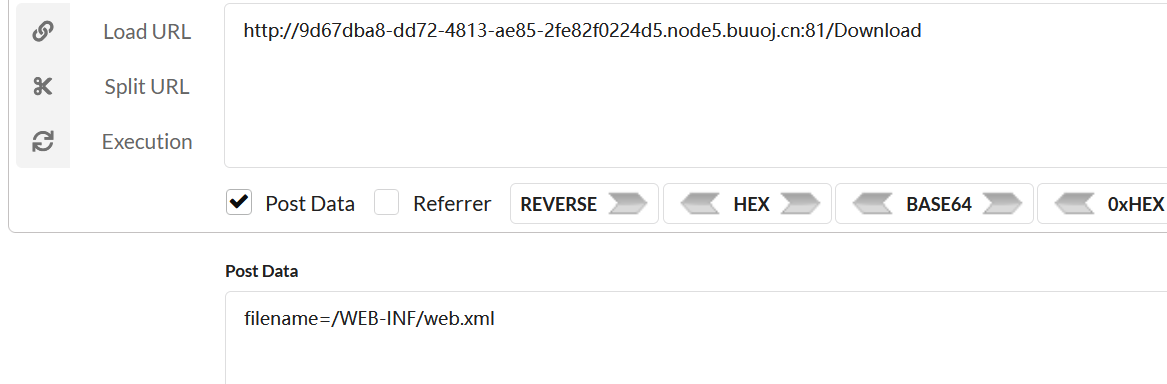 Load URL
http://9d67dba8-dd72-4813-ae85-2fe82f0224d5.node5.buuoj.cn:81/Download
Split URL
Execution
Post Data Referrer REVERSE HEX BASE64 0xHEX
Post Data
filename=/WEB-INF/web.xml